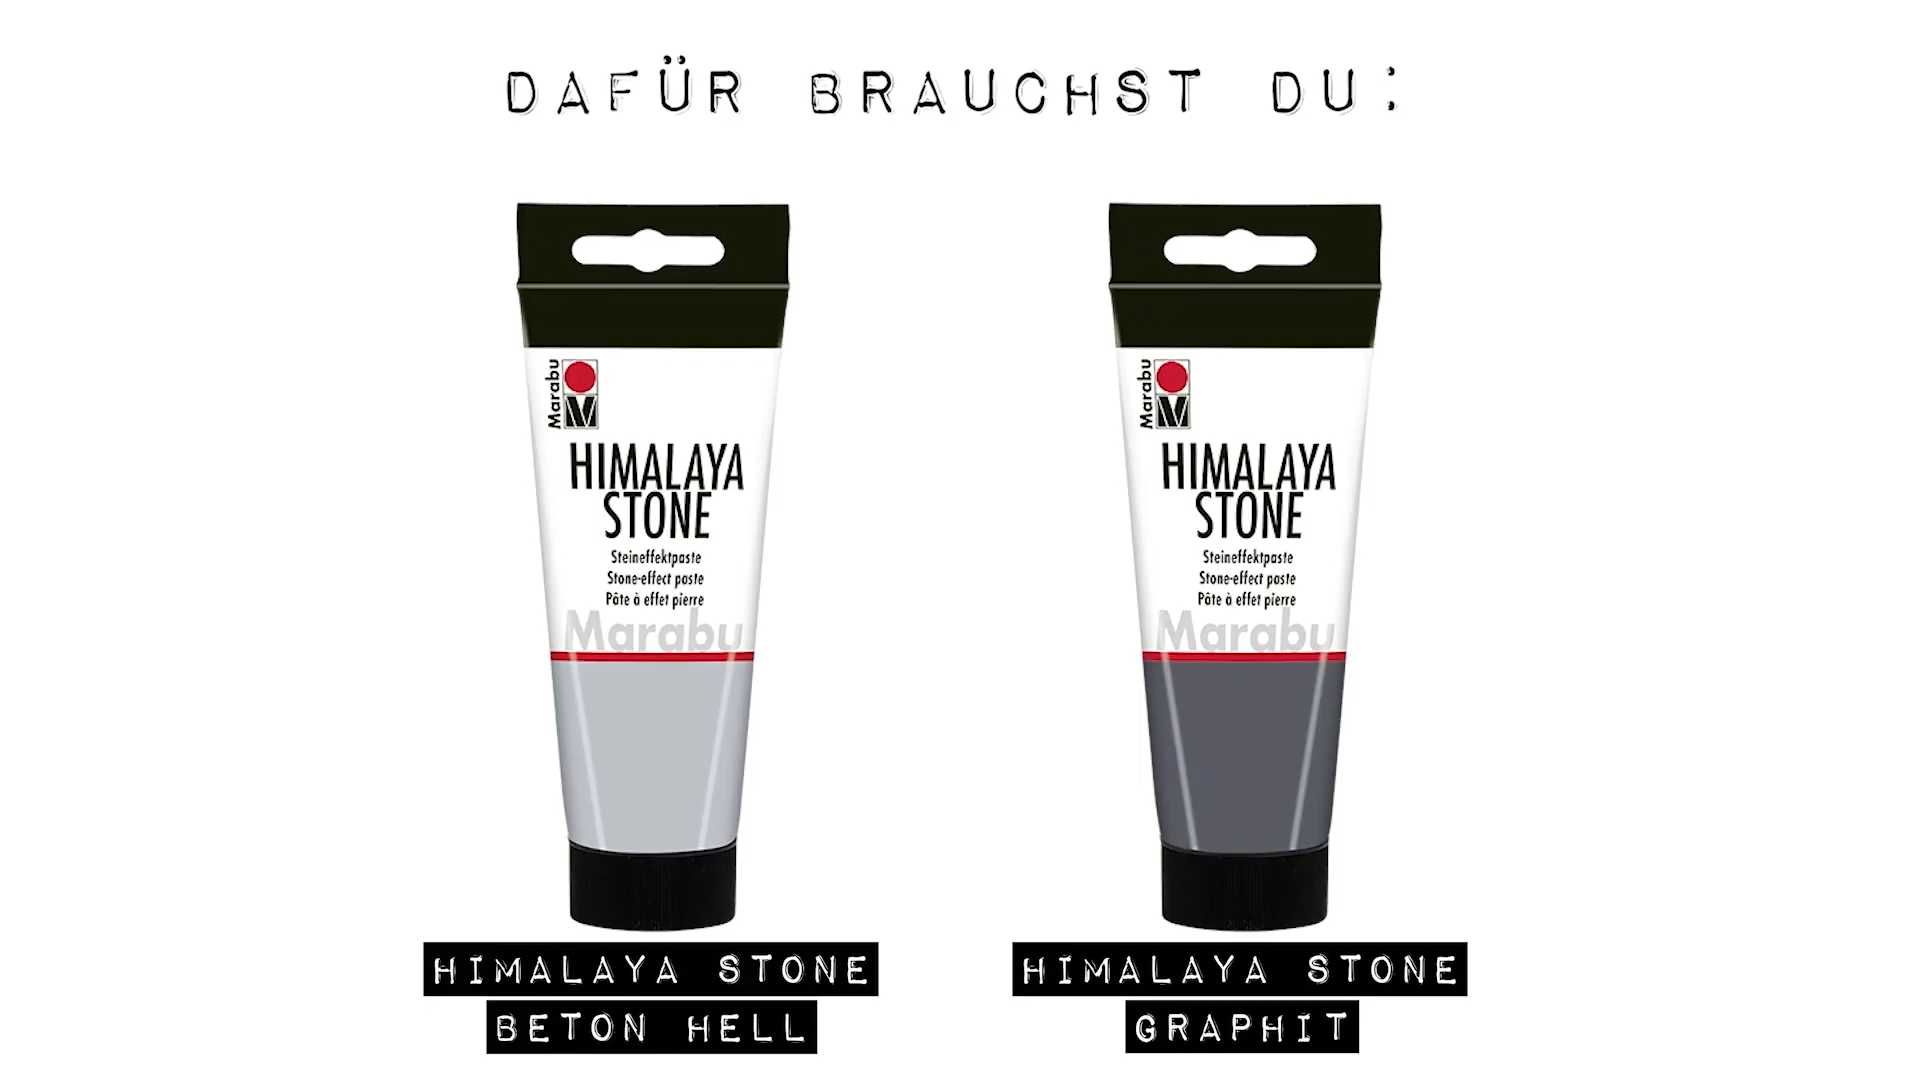 DAFÜR BRAUCHST DU:
Marabu
HIMALAYA
STONE
Steineffektpaste
Stone-effect paste
Pâte à effet pierre
Marabu
HIMALAYA STONE
BETON HELL
Marabu
HIMALAYA
STONE
Steineffektpaste
Stone-effect paste
Pâte à effet pierre
Marabu
HIMALAYA STONE
GRAPHIT